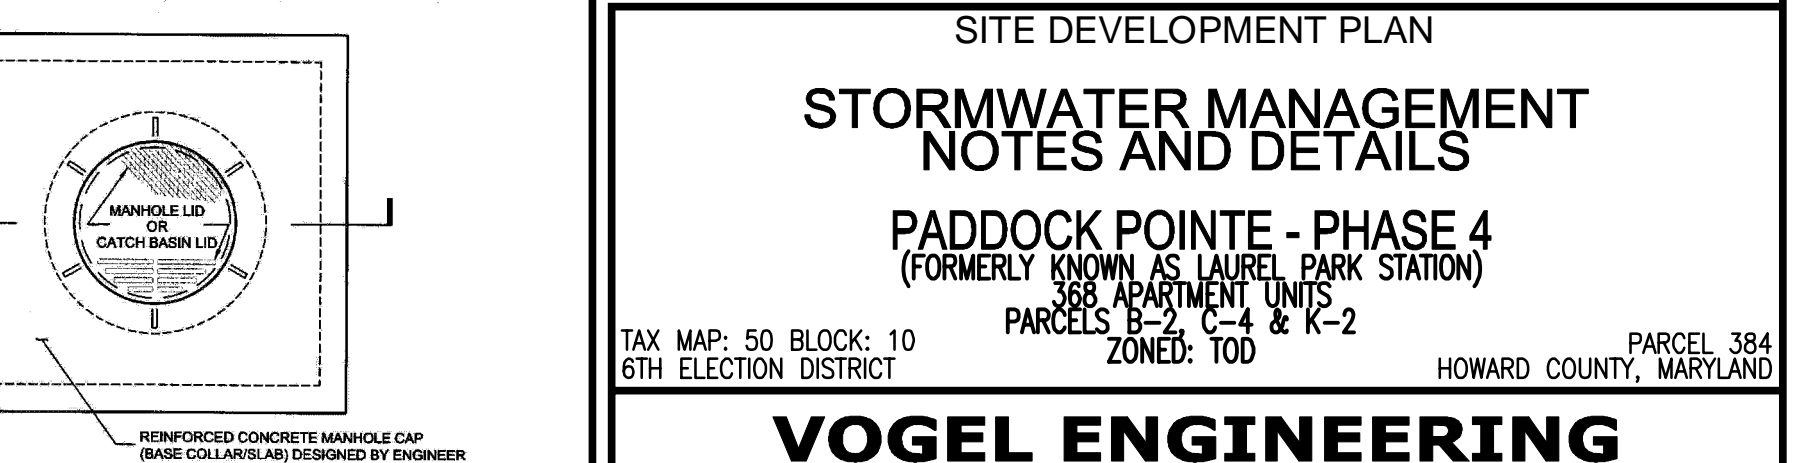 MANHOLE LID
OR
CATCH BASIN LID
REINFORCED CONCRETE MANHOLE CAP
(BASE COLLAR/SLAB) DESIGNED BY ENGINEER
SITE DEVELOPMENT PLAN
STORMWATER MANAGEMENT
NOTES AND DETAILS
PADDOCK POINTE - PHASE 4
(FORMERLY KNOWN AS LAUREL PARK STATION)
368 APARTMENT UNITS
PARCELS B-2, C-4 & K-2
ZONED: TOD
TAX MAP: 50 BLOCK: 10
6TH ELECTION DISTRICT
PARCEL 384
HOWARD COUNTY, MARYLAND
VOGEL ENGINEERING